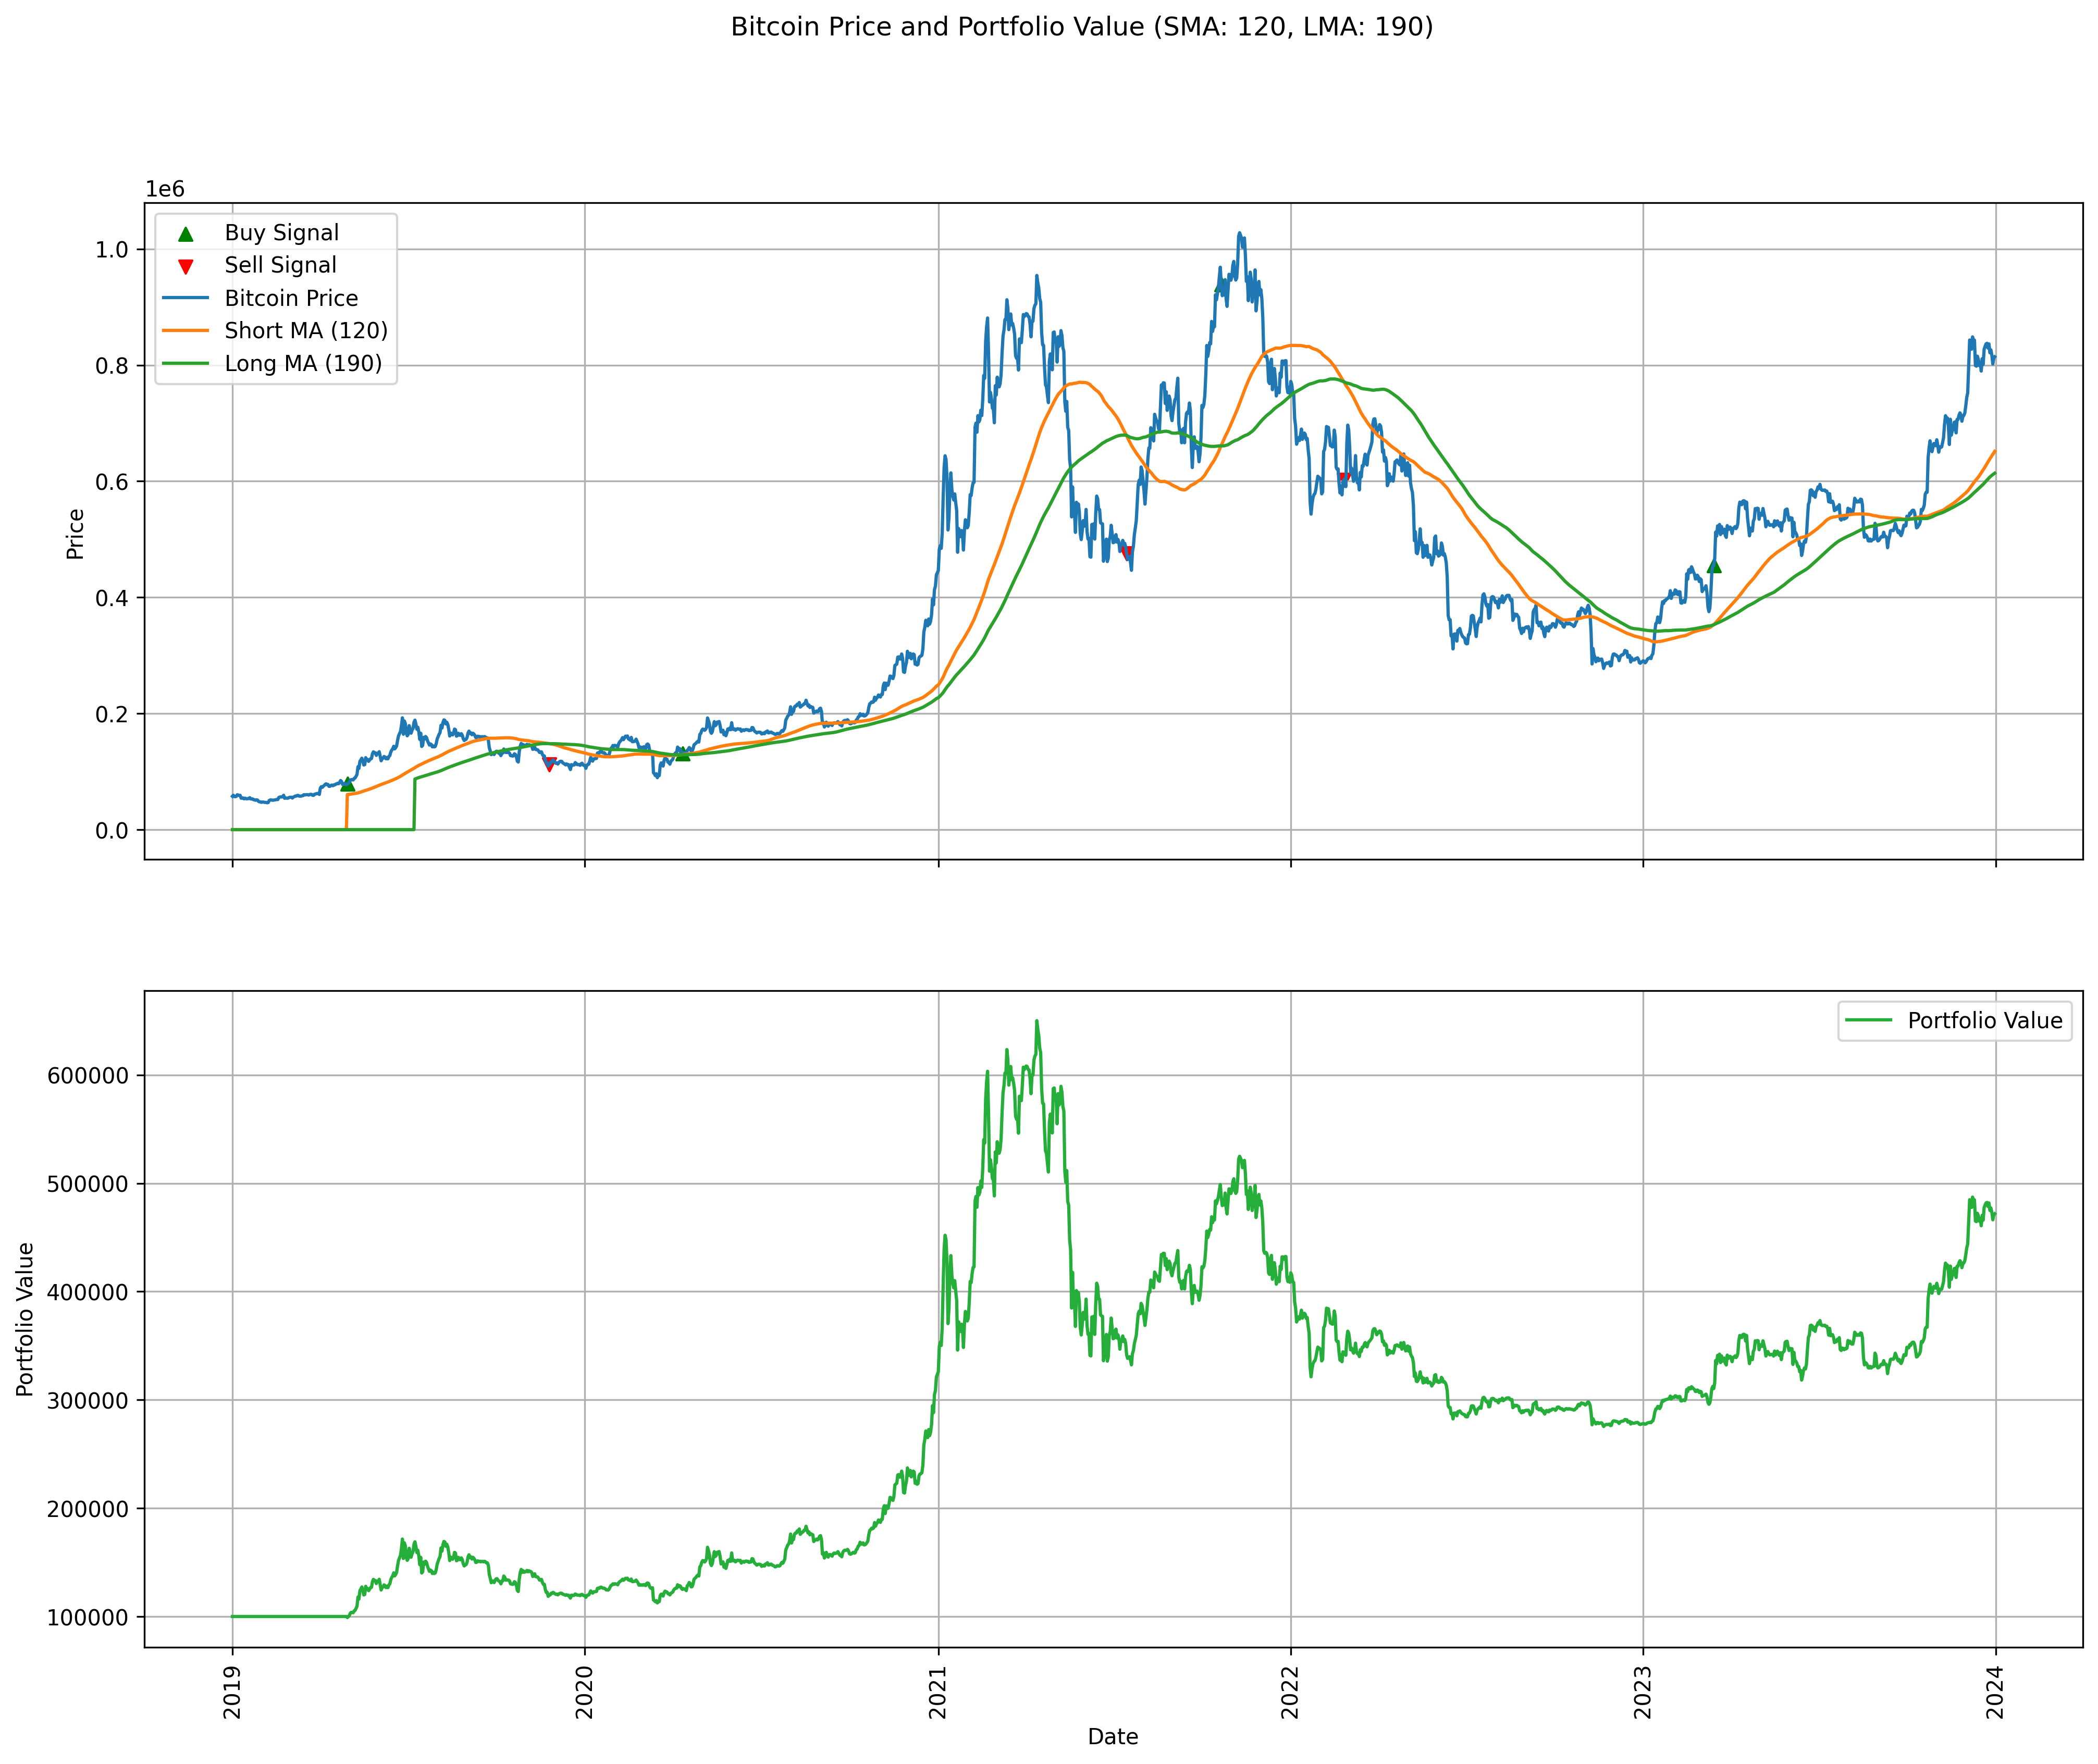 Bitcoin Price and Portfolio Value (SMA: 120, LMA: 190)
1e6
Buy Signal
Sell Signal
Bitcoin Price
Short MA (120)
Long MA (190)
1.0
0.8
0.6
0.4
0.2
0.0
Price
Portfolio Value
600000
500000
400000
300000
200000
100000
Portfolio Value
2019
2020
2021
2022
2023
2024
Date